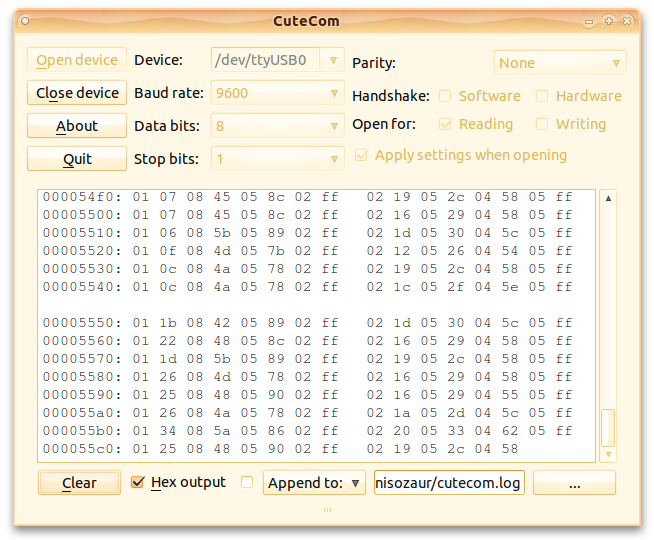 CuteCom
Open device Device: /dev/ttyUSB0 Parity: None
Close device Baud rate: 9600 Handshake: Software Hardware
About Data bits: 8 Open for: Reading Writing
Quit Stop bits: 1 Apply settings when opening
000054f0: 01 07 08 45 05 8c 02 ff 02 19 05 2c 04 58 05 ff
00005500: 01 07 08 45 05 8c 02 ff 02 16 05 29 04 58 05 ff
00005510: 01 06 08 5b 05 89 02 ff 02 1d 05 30 04 5c 05 ff
00005520: 01 0f 08 4d 05 7b 02 ff 02 12 05 26 04 54 05 ff
00005530: 01 0c 08 4a 05 78 02 ff 02 19 05 2c 04 58 05 ff
00005540: 01 0c 08 4a 05 78 02 ff 02 1c 05 2f 04 5e 05 ff
00005550: 01 1b 08 42 05 89 02 ff 02 1d 05 30 04 5c 05 ff
00005560: 01 22 08 48 05 8c 02 ff 02 16 05 29 04 58 05 ff
00005570: 01 1d 08 5b 05 89 02 ff 02 19 05 2c 04 58 05 ff
00005580: 01 26 08 4d 05 78 02 ff 02 16 05 29 04 58 05 ff
00005590: 01 25 08 48 05 90 02 ff 02 16 05 29 04 55 05 ff
000055a0: 01 26 08 4a 05 78 02 ff 02 1a 05 2d 04 5c 05 ff
000055b0: 01 34 08 5a 05 86 02 ff 02 20 05 33 04 62 05 ff
000055c0: 01 25 08 48 05 90 02 ff 02 19 05 2c 04 58
Clear Hex output Append to: nisozaur/cutecom.log ...